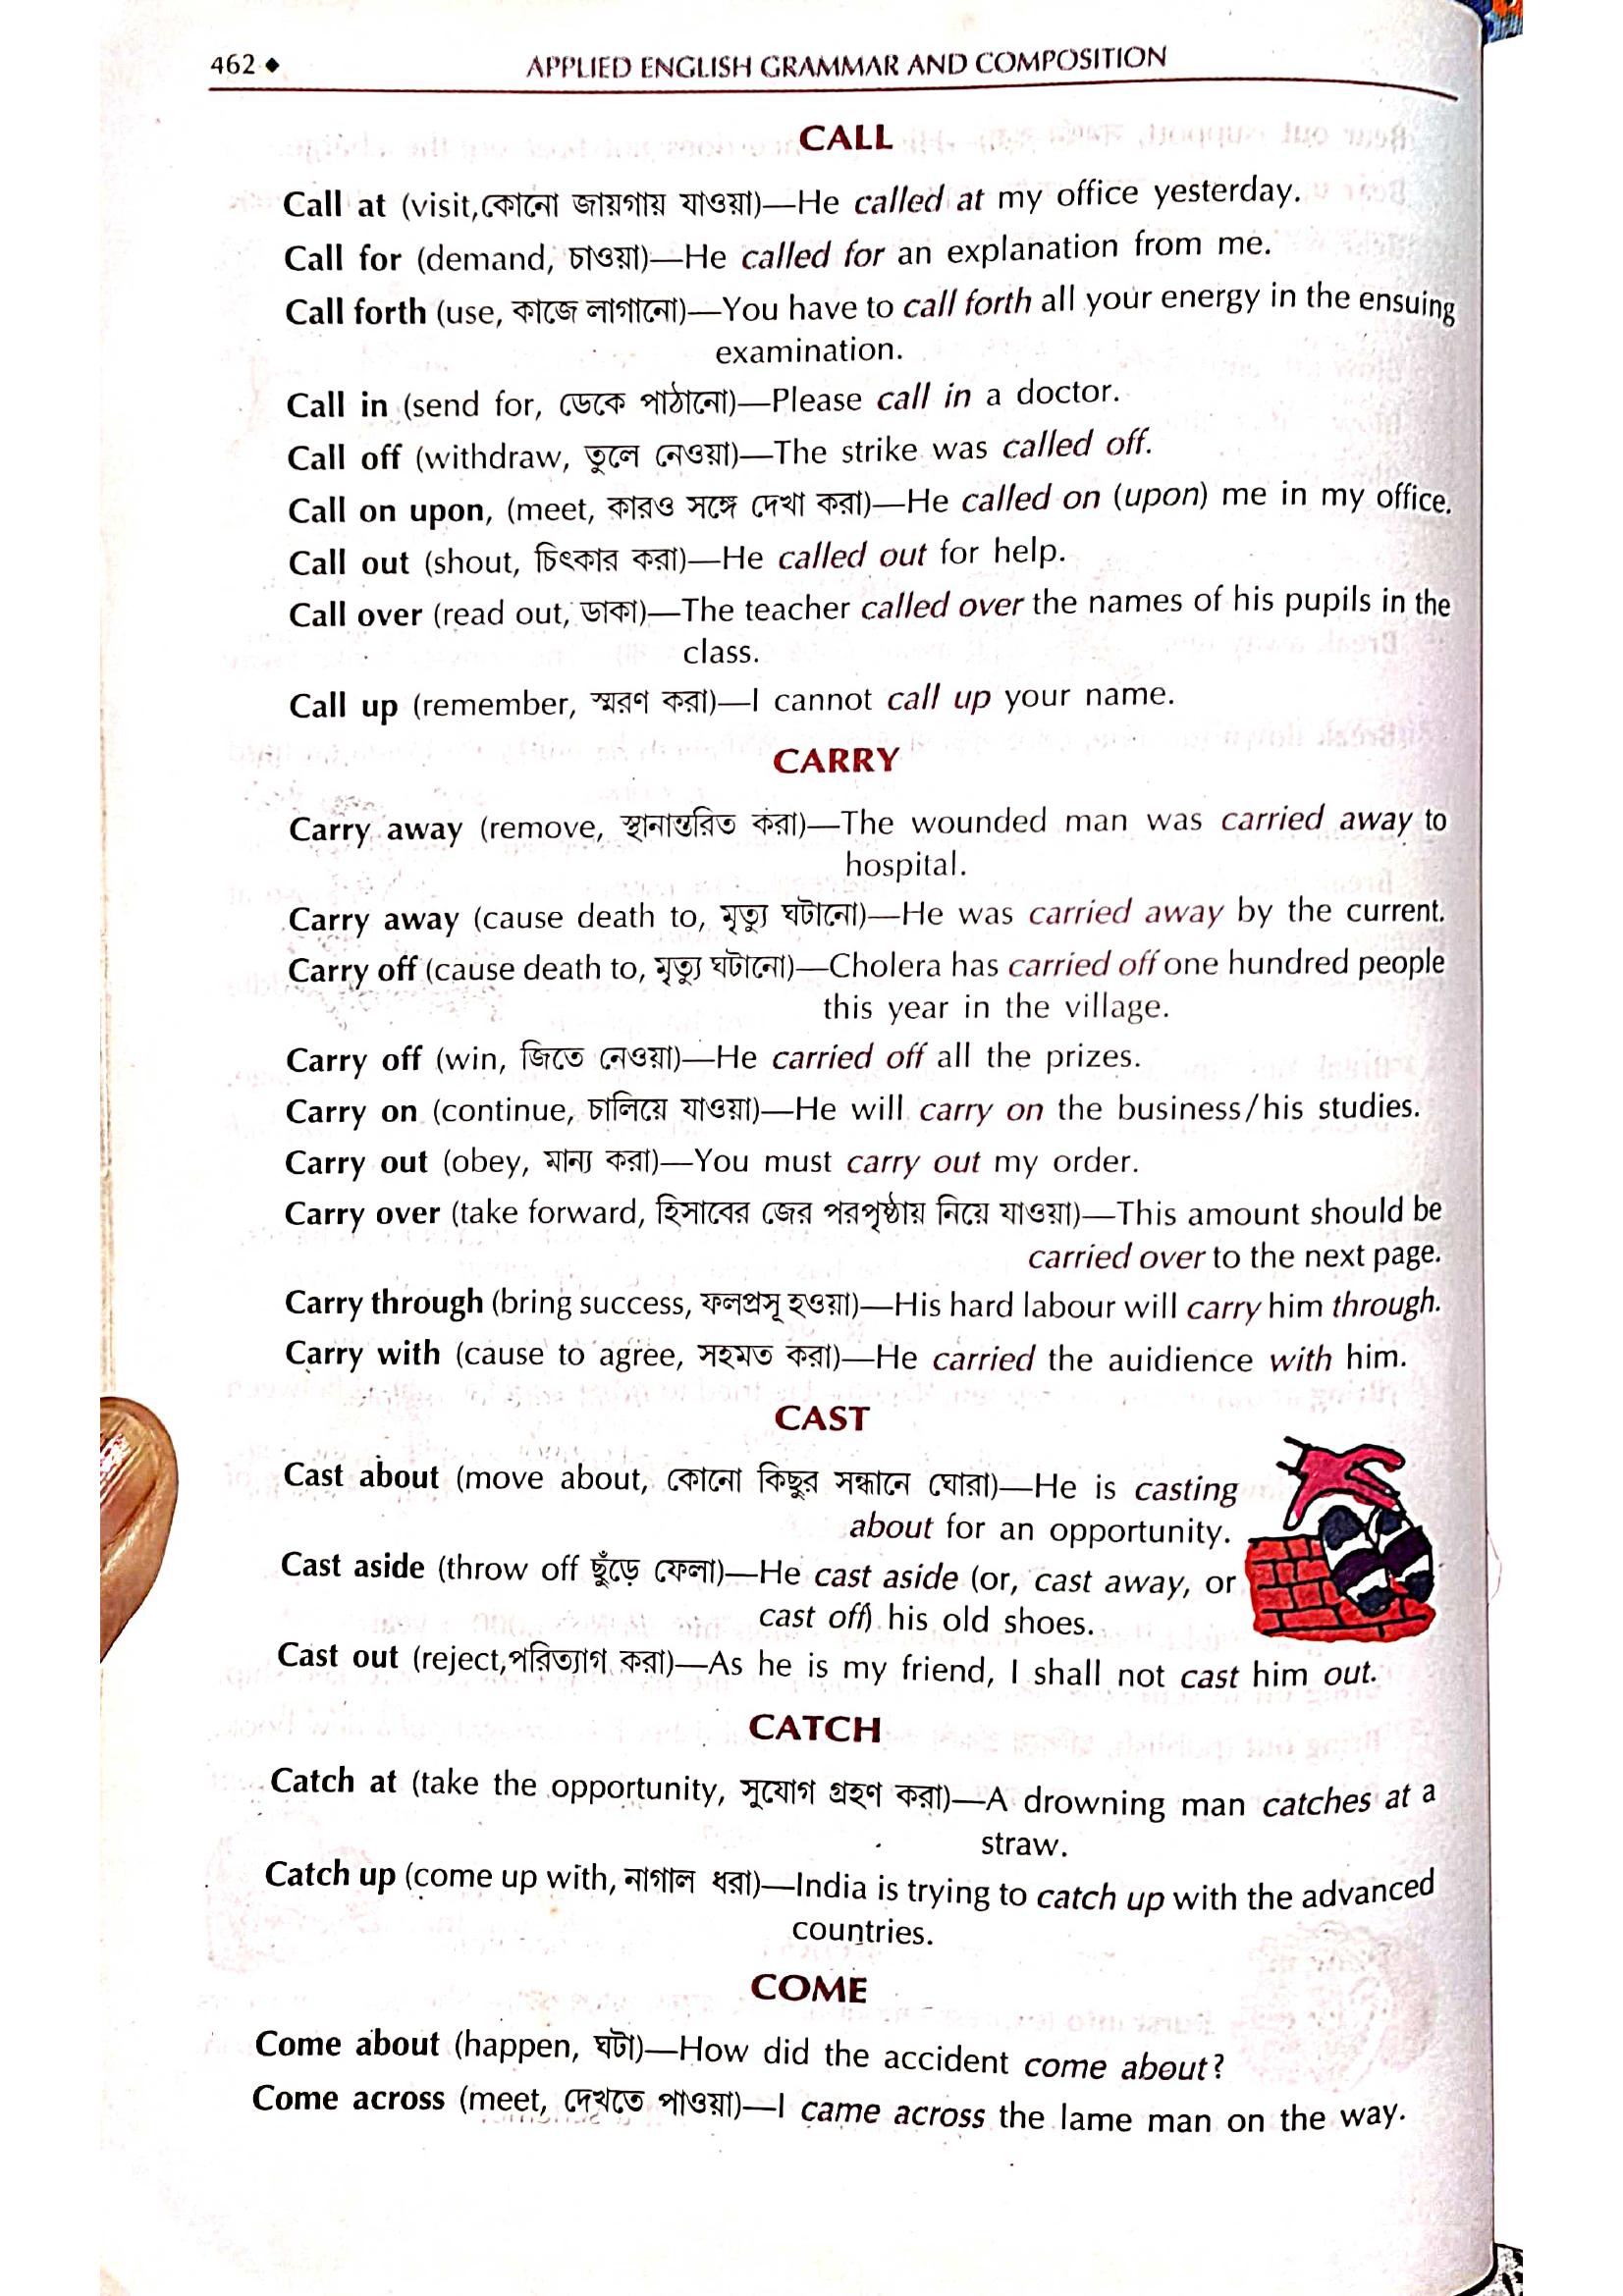 462 ◆ APPLIED ENGLISH GRAMMAR AND COMPOSITION
CALL
Call at (visit,কোনো জায়গায় যাওয়া)—He called at my office yesterday.
Call for (demand, চাওয়া)—He called for an explanation from me.
Call forth (use, কাজে লাগানো)—You have to call forth all your energy in the ensuing
examination.
Call in (send for, ডেকে পাঠানো)—Please call in a doctor.
Call off (withdraw, তুলে নেওয়া)—The strike was called off.
Call on upon, (meet, কারও সঙ্গে দেখা করা)—He called on (upon) me in my office.
Call out (shout, চিৎকার করা)—He called out for help.
Call over (read out, ডাকা)—The teacher called over the names of his pupils in the
class.
Call up (remember, স্মরণ করা)—I cannot call up your name.
CARRY
Carry away (remove, স্থানান্তরিত করা)—The wounded man was carried away to
hospital.
Carry away (cause death to, মৃত্যু ঘটানো)—He was carried away by the current.
Carry off (cause death to, মৃত্যু ঘটানো)—Cholera has carried off one hundred people
this year in the village.
Carry off (win, জিতে নেওয়া)—He carried off all the prizes.
Carry on (continue, চালিয়ে যাওয়া)—He will carry on the business/his studies.
Carry out (obey, মান্য করা)—You must carry out my order.
Carry over (take forward, হিসাবের জের পরপৃষ্ঠায় নিয়ে যাওয়া)—This amount should be
carried over to the next page.
Carry through (bring success, ফলপ্রসূ হওয়া)—His hard labour will carry him through.
Carry with (cause to agree, সহমত করা)—He carried the auidience with him.
CAST
Cast about (move about, কোনো কিছুর সন্ধানে ঘোরা)—He is casting
about for an opportunity.
Cast aside (throw off ছুঁড়ে ফেলা)—He cast aside (or, cast away, or
cast off) his old shoes.
Cast out (reject,পরিত্যাগ করা)—As he is my friend, I shall not cast him out.
CATCH
Catch at (take the opportunity, সুযোগ গ্রহণ করা)—A drowning man catches at a
straw.
Catch up (come up with, নাগাল ধরা)—India is trying to catch up with the advanced
countries.
COME
Come about (happen, ঘটা)—How did the accident come about?
Come across (meet, দেখতে পাওয়া)—I came across the lame man on the way.